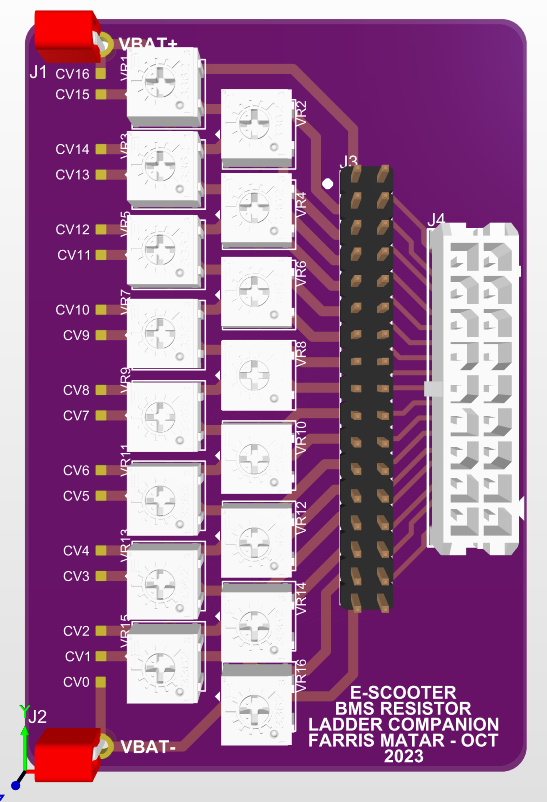 VBAT+
J1
CV16
VR1
CV15
VR2
CV14
VR3
CV13
J3
VR4
CV12
VR5
CV11
J4
VR6
CV10
VR7
CV9
VR8
CV8
VR9
CV7
VR10
CV6
VR11
CV5
VR12
CV4
VR13
CV3
VR14
CV2
VR15
CV1
VR16
CV0
J2
Y
VBAT-
E-SCOOTER
BMS RESISTOR
LADDER COMPANION
FARRIS MATAR - OCT
2023